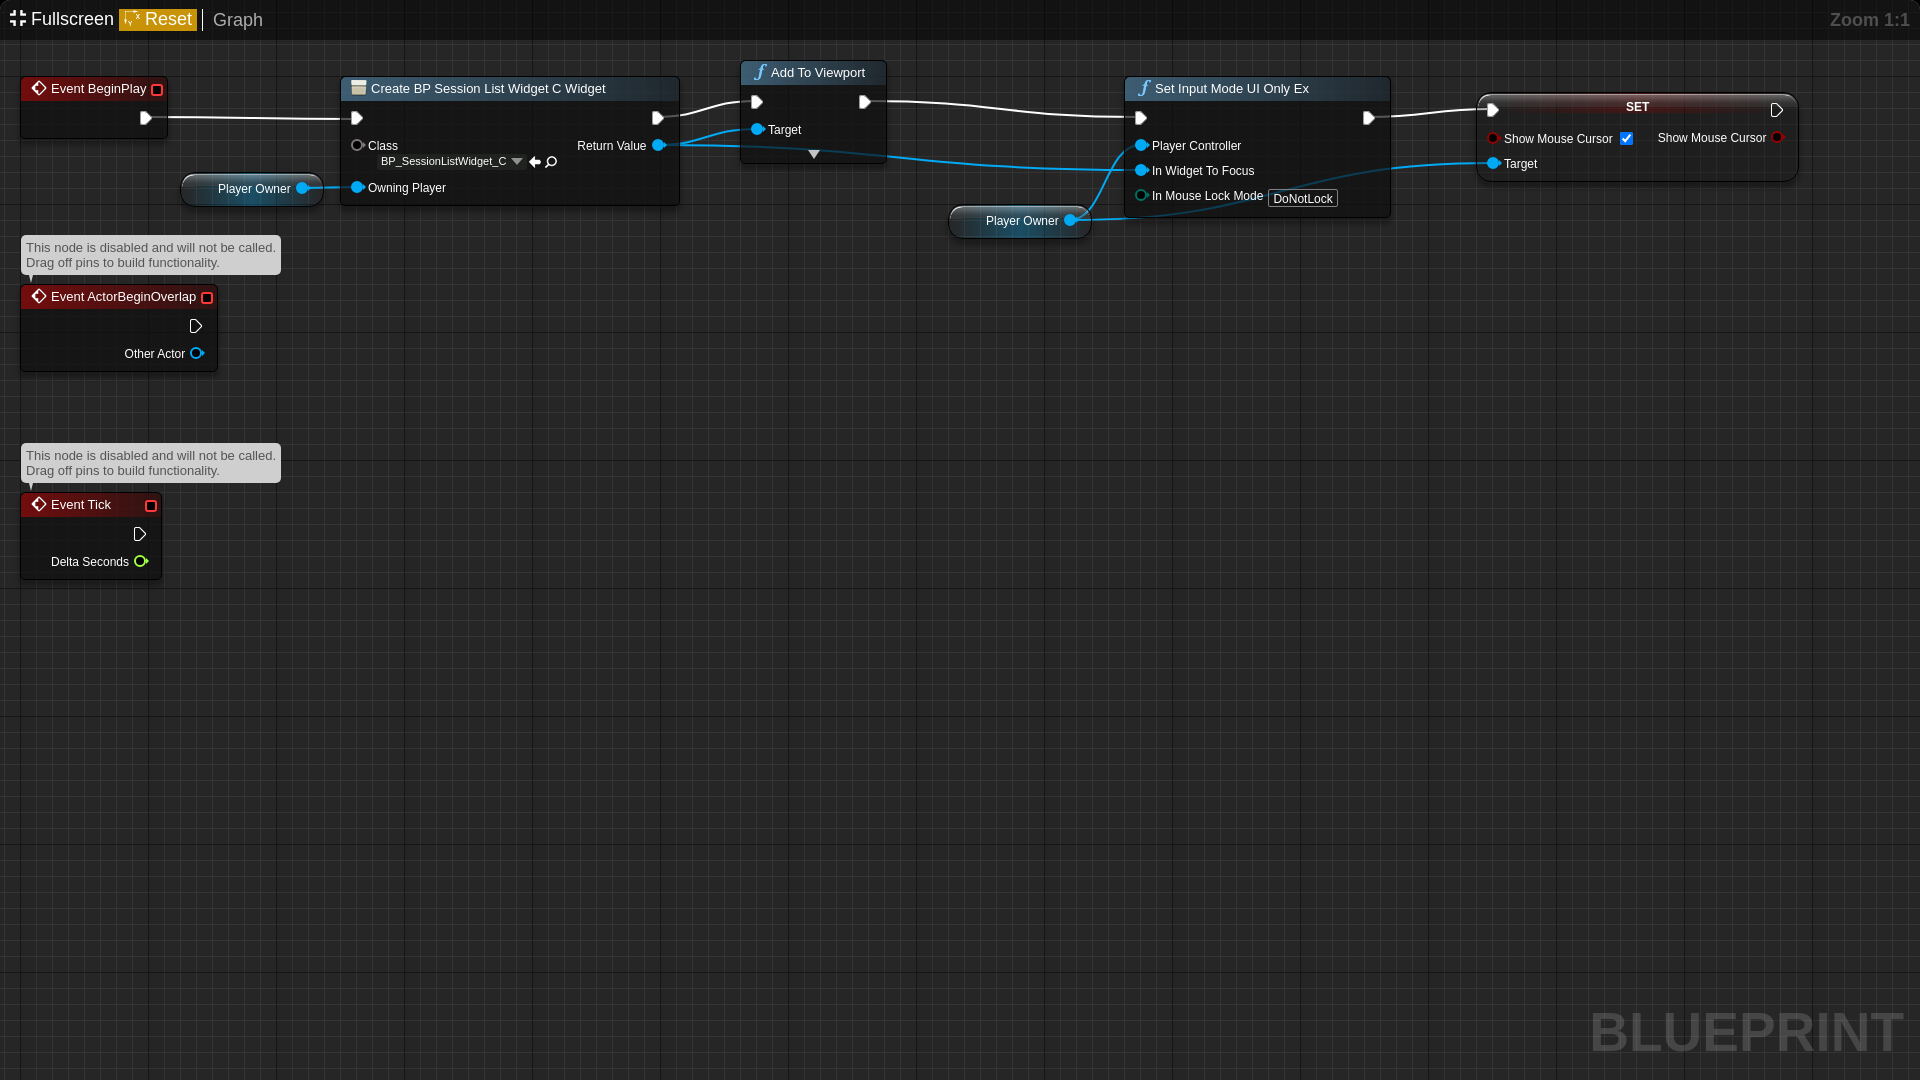 Fullscreen Reset Graph Zoom 1:1
Event BeginPlay
Create BP Session List Widget C Widget
Class
BP_SessionListWidget_C
Return Value
Owning Player
Player Owner
Add To Viewport
Target
Set Input Mode UI Only Ex
Player Controller
In Widget To Focus
In Mouse Lock Mode DoNotLock
Player Owner
SET
Show Mouse Cursor Show Mouse Cursor
Target
This node is disabled and will not be called.
Drag off pins to build functionality.
Event ActorBeginOverlap
Other Actor
This node is disabled and will not be called.
Drag off pins to build functionality.
Event Tick
Delta Seconds
BLUEPRINT